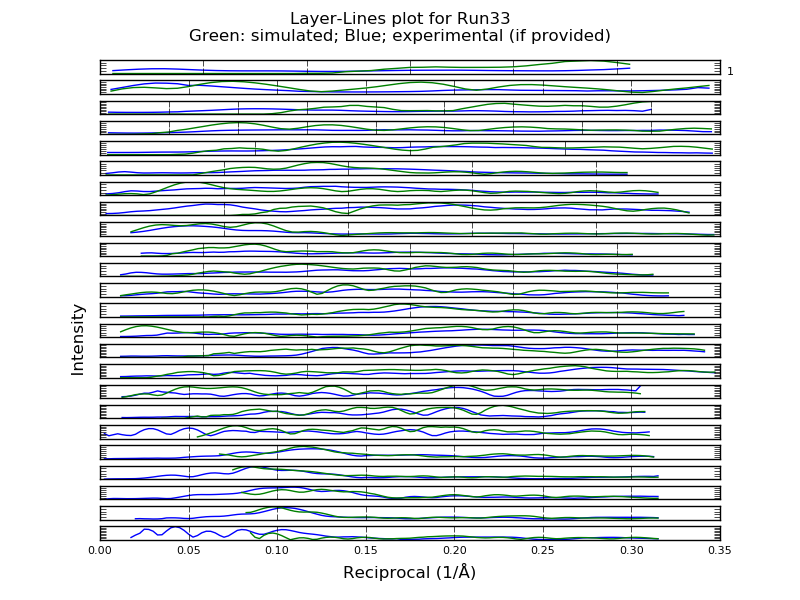 Layer-Lines plot for Run33
Green: simulated; Blue; experimental (if provided)
1
Intensity
0.00 0.05 0.10 0.15 0.20 0.25 0.30 0.35
Reciprocal (1/Å)